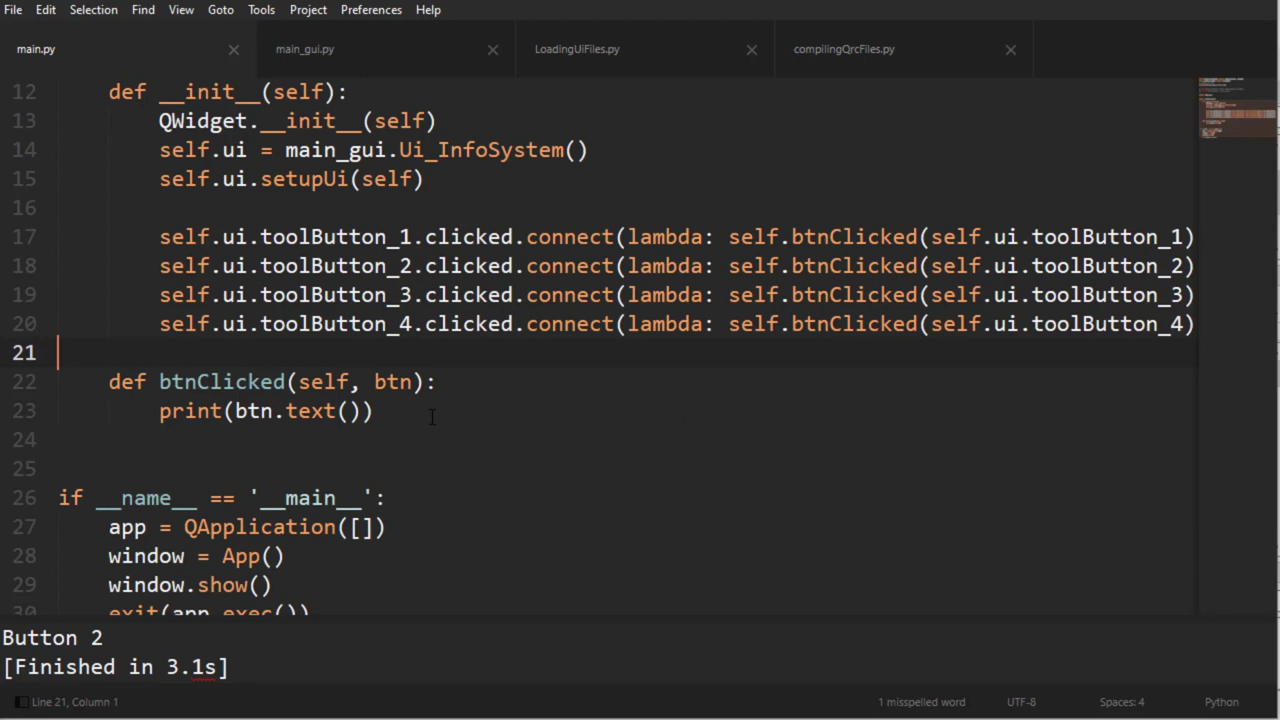 File Edit Selection Find View Goto Tools Project Preferences Help
main.py main_gui.py LoadingUiFiles.py compilingQrcFiles.py
12 def __init__(self):
13 QWidget.__init__(self)
14 self.ui = main_gui.Ui_InfoSystem()
15 self.ui.setupUi(self)
16
17 self.ui.toolButton_1.clicked.connect(lambda: self.btnClicked(self.ui.toolButton_1)
18 self.ui.toolButton_2.clicked.connect(lambda: self.btnClicked(self.ui.toolButton_2)
19 self.ui.toolButton_3.clicked.connect(lambda: self.btnClicked(self.ui.toolButton_3)
20 self.ui.toolButton_4.clicked.connect(lambda: self.btnClicked(self.ui.toolButton_4)
21
22 def btnClicked(self, btn):
23 print(btn.text())
24
25
26 if __name__ == '__main__':
27 app = QApplication([])
28 window = App()
29 window.show()
30 exit(app.exec())
Button 2
[Finished in 3.1s]
Line 21, Column 1 1 misspelled word UTF-8 Spaces: 4 Python